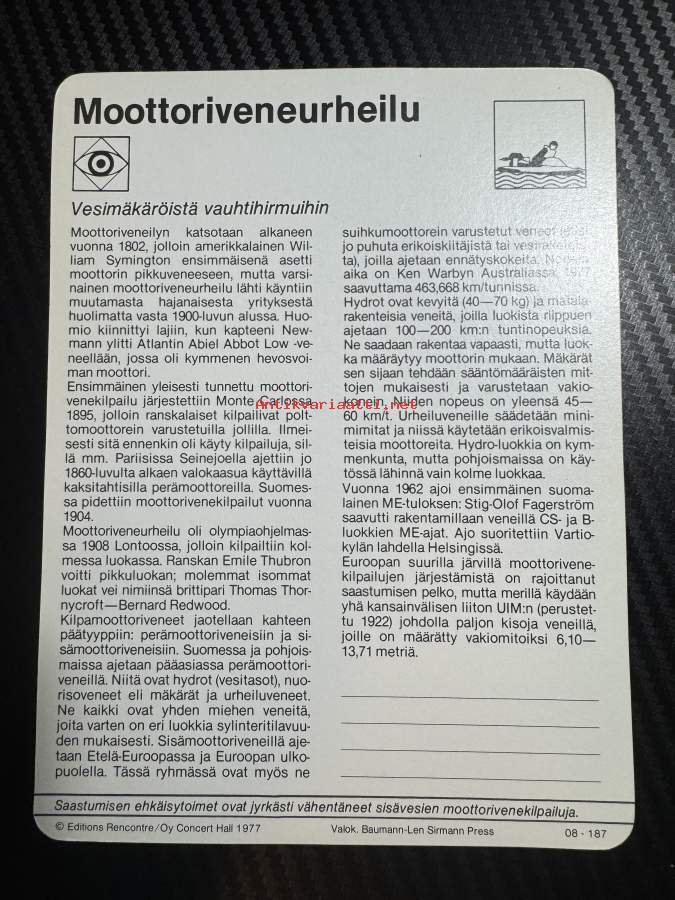 Moottoriveneurheilu
Vesimäkäröistä vauhtihirmuihin
Moottoriveneilyn katsotaan alkaneen
vuonna 1802, jolloin amerikkalainen Wil-
liam Symington ensimmäisenä asetti
moottorin pikkuveneeseen, mutta varsi-
nainen moottoriveneurheilu lähti käyntiin
muutamasta hajanaisesta yrityksestä
huolimatta vasta 1900-luvun alussa. Huo-
mio kiinnittyi lajiin, kun kapteeni New-
mann ylitti Atlantin Abiel Abbot Low -ve-
neellään, jossa oli kymmenen hevosvoi-
man moottori.
Ensimmäinen yleisesti tunnettu moottori-
venekilpailu järjestettiin Monte Carlossa
1895, jolloin ranskalaiset kilpailivat polt-
tomoottorein varustetuilla jollilla. Ilmei-
sesti sitä ennenkin oli käyty kilpailuja, sil-
lä mm. Pariisissa Seinejoella ajettiin jo
1860-luvulta alkaen valokaasua käyttävillä
kaksitahtisilla perämoottoreilla. Suomes-
sa pidettiin moottorivenekilpailut vuonna
1904.
Moottoriveneurheilu oli olympiaohjelmas-
sa 1908 Lontoossa, jolloin kilpailtiin kol-
messa luokassa. Ranskan Emile Thubron
voitti pikkuluokan; molemmat isommat
luokat vei nimiinsä brittipari Thomas Thor-
nycroft—Bernard Redwood.
Kilpamoottoriveneet jaotellaan kahteen
päätyyppiin: perämoottoriveneisiin ja si-
sämoottoriveneisiin. Suomessa ja pohjois-
maissa ajetaan pääasiassa perämoottori-
veneillä. Niitä ovat hydrot (vesitasot), nuo-
risoveneet eli mäkärät ja urheiluveneet.
Ne kaikki ovat yhden miehen veneitä,
joita varten on eri luokkia sylinteritilavuu-
den mukaisesti. Sisämoottoriveneillä aje-
taan Etelä-Euroopassa ja Euroopan ulko-
puolella. Tässä ryhmässä ovat myös ne
suihkumoottorein varustetut veneet
jo puhuta erikoiskiitäjistä tai
ta), joilla ajetaan ennätyskokeita.
aika on Ken Warbyn Australiassa 1977
saavuttama 463,668 km/tunnissa.
Hydrot ovat kevyitä (40—70 kg) ja matala-
rakenteisia veneitä, joilla luokista riippuen
ajetaan 100—200 km:n tuntinopeuksia.
Ne saadaan rakentaa vapaasti, mutta luok-
ka määräytyy moottorin mukaan. Mäkärät
sen sijaan tehdään sääntömääräisten mit-
tojen mukaisesti ja varustetaan vakio-
konein. Niiden nopeus on yleensä 45—
60 km/t. Urheiluveneille säädetään mini-
mimitat ja niissä käytetään erikoisvalmis-
teisia moottoreita. Hydro-luokkia on kym-
menkunta, mutta pohjoismaissa on käy-
tössä lähinnä vain kolme luokkaa.
Vuonna 1962 ajoi ensimmäinen suoma-
lainen ME-tuloksen: Stig-Olof Fagerström
saavutti rakentamillaan veneillä CS- ja B-
luokkien ME-ajat. Ajo suoritettiin Vartio-
kylän lahdella Helsingissä.
Euroopan suurilla järvillä moottorivene-
kilpailujen järjestämistä on rajoittanut
saastumisen pelko, mutta merillä käydään
yhä kansainvälisen liiton UIM:n (perustet-
tu 1922) johdolla paljon kisoja veneillä,
joille on määrätty vakiomitoiksi 6,10—
13,71 metriä.
Antikvariaatti.net
Saastumisen ehkäisytoimet ovat jyrkästi vähentäneet sisävesien moottorivenekilpailuja.
© Editions Rencontre/Oy Concert Hall 1977
Valok. Baumann-Len Sirmann Press
08 - 187